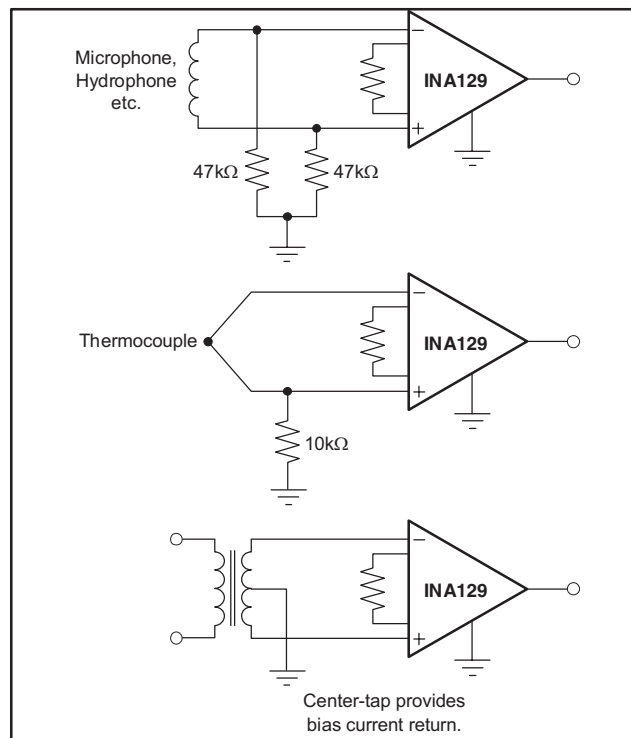 Microphone,
Hydrophone
etc.
−
INA129
+
47kΩ
47kΩ
−
Thermocouple
INA129
+
10kΩ
−
INA129
+
Center-tap provides
bias current return.